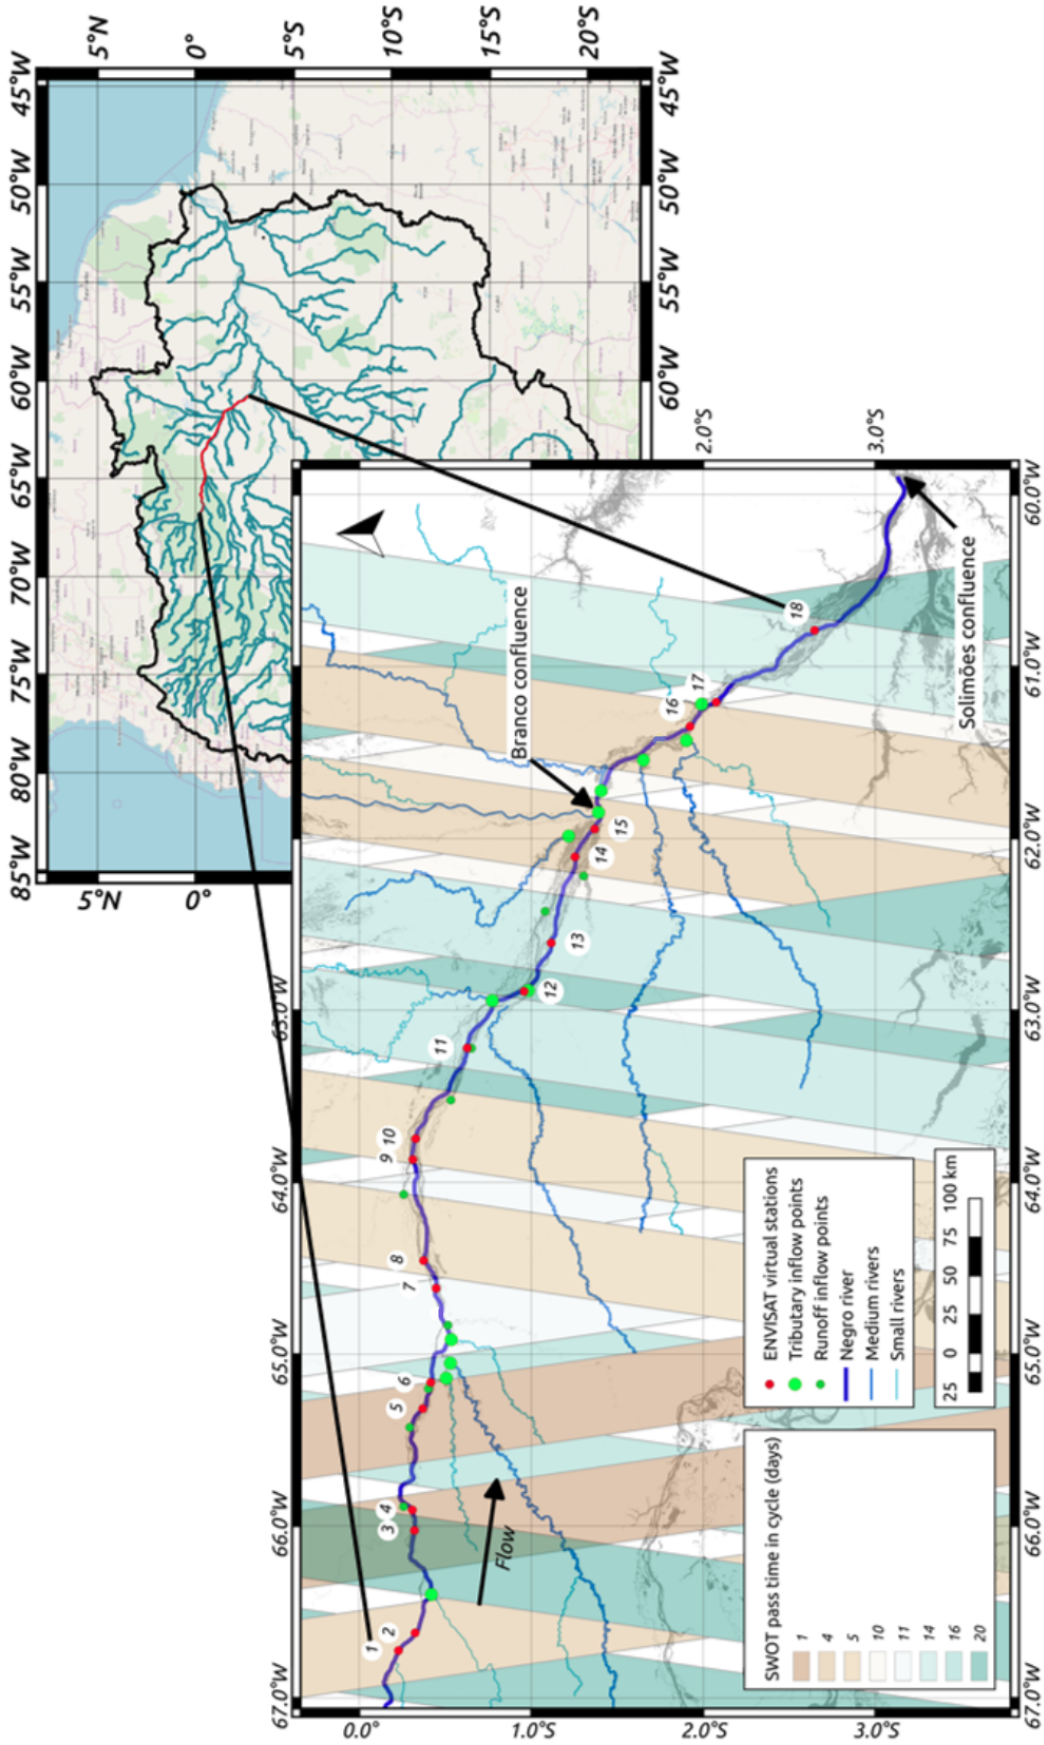 85°W 80°W 75°W 70°W 65°W 60°W 55°W 50°W 45°W
5°N 5°N
0° 0°
5°S
10°S
15°S
20°S
60°W 55°W 50°W 45°W
67.0°W 66.0°W 65.0°W 64.0°W 63.0°W
0.0°
1.0°S
2.0°S 2.0°S
3.0°S 3.0°S
1
2
3
4
5
6
7
8
9
10
11
12
13
14
15
16
17
18
Flow
Branco confluence
Solimões confluence
SWOT pass time in cycle (days)
1
4
5
10
11
14
16
20
ENVISAT virtual stations
Tributary inflow points
Runoff inflow points
Negro river
Medium rivers
Small rivers
25 0 25 50 75 100 km
67.0°W 66.0°W 65.0°W 64.0°W 63.0°W 62.0°W 61.0°W 60.0°W